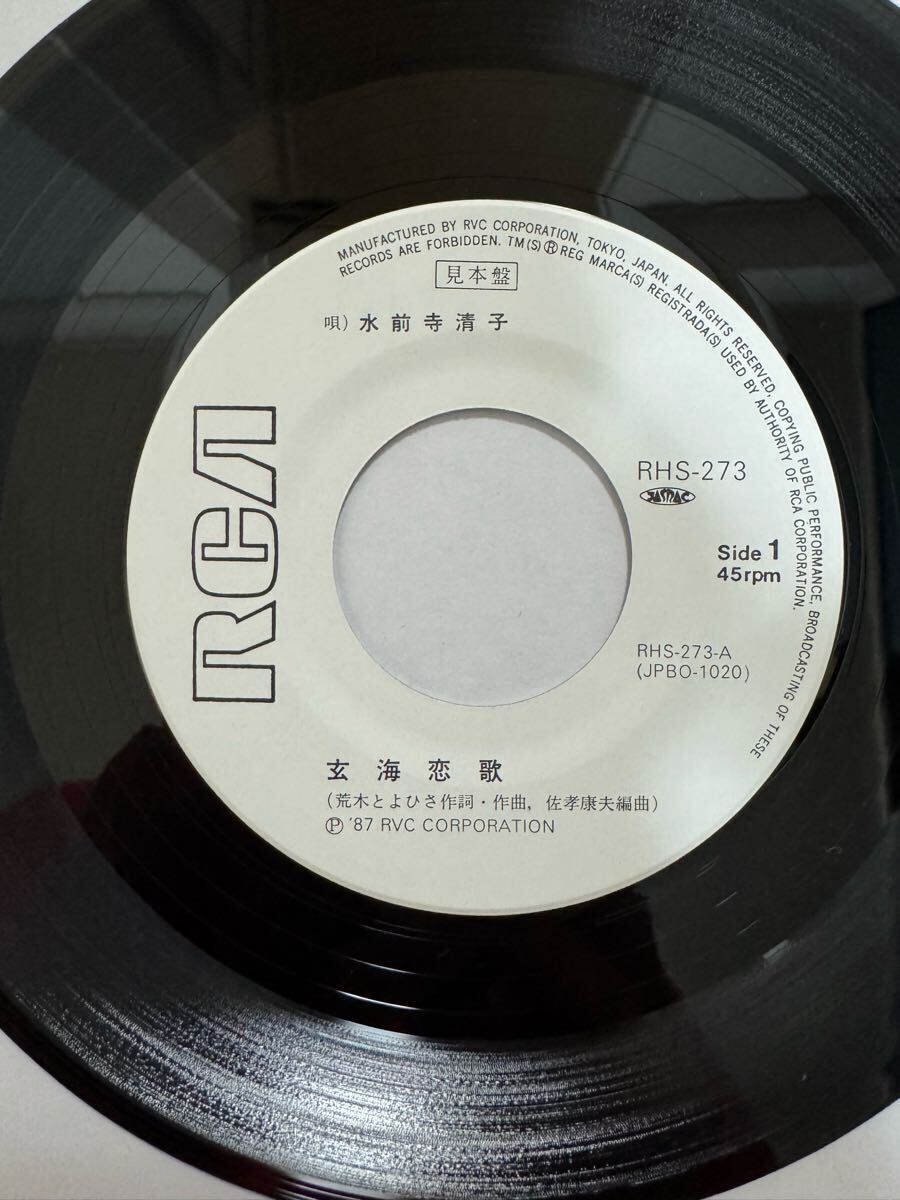 MANUFACTURED BY RVC CORPORATION, TOKYO, JAPAN. ALL RIGHTS RESERVED, COPYING PUBLIC PERFORMANCE, BROADCASTING OF THESE
RECORDS ARE FORBIDDEN. TM(S)®REG MARCA(S) REGISTRADA(S) USED BY AUTHORITY OF RCA CORPORATION.
見本盤
唄) 水前寺清子
RCA
RHS-273
JASRAC
Side 1
45rpm
RHS-273-A
(JPBO-1020)
玄海恋歌
(荒木とよひさ作詞・作曲, 佐孝康夫編曲)
Ⓟ '87 RVC CORPORATION